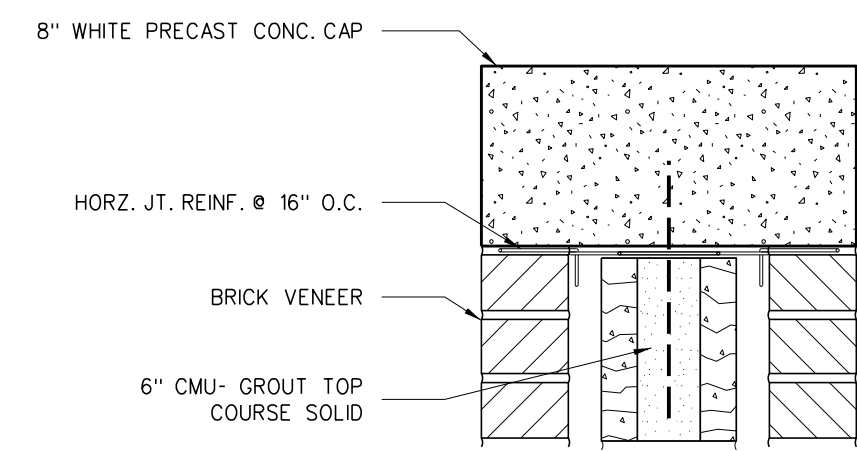 8" WHITE PRECAST CONC. CAP
HORZ. JT. REINF. @ 16" O.C.
BRICK VENEER
6" CMU- GROUT TOP
COURSE SOLID